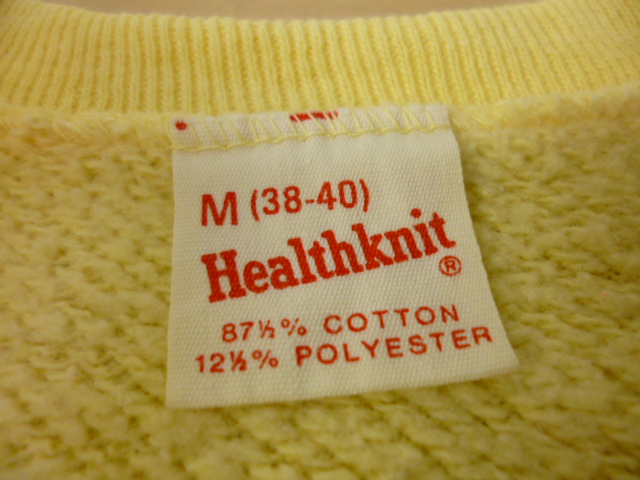 M (38-40)
Healthknit®
87½% COTTON
12½% POLYESTER